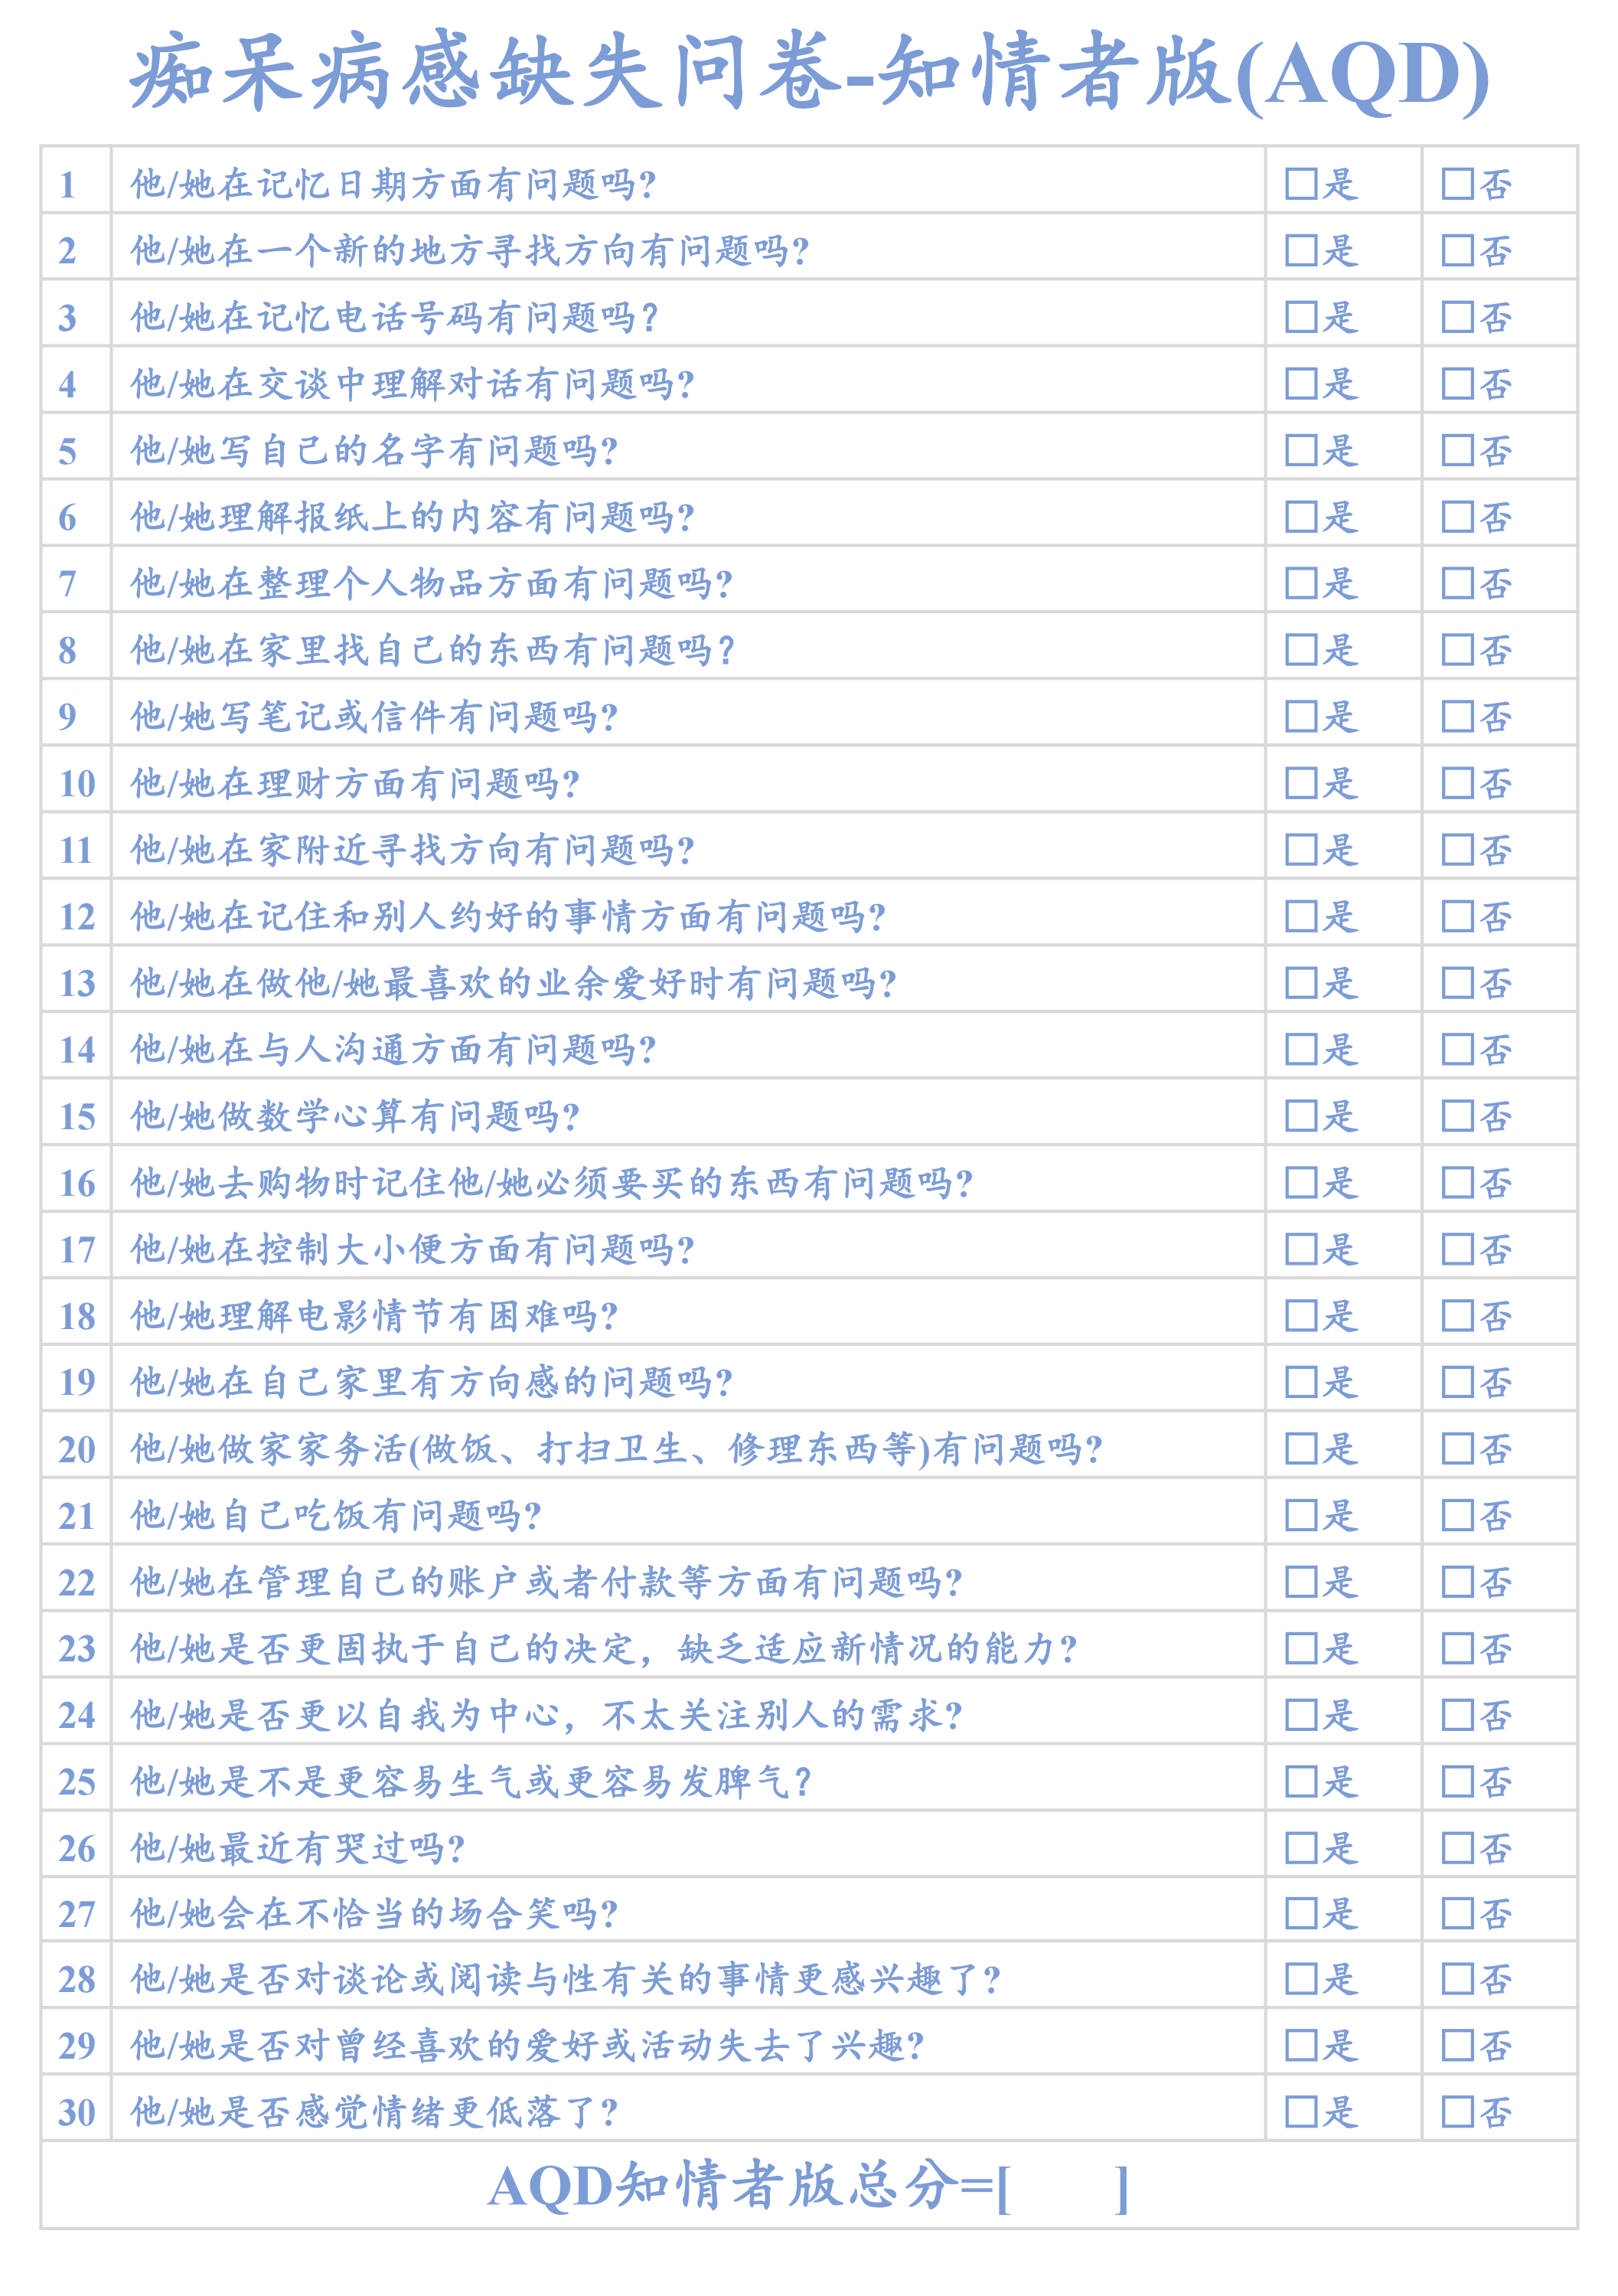 痴呆病感缺失问卷-知情者版(AQD)
1 他/她在记忆日期方面有问题吗? □是 □否
2 他/她在一个新的地方寻找方向有问题吗? □是 □否
3 他/她在记忆电话号码有问题吗? □是 □否
4 他/她在交谈中理解对话有问题吗? □是 □否
5 他/她写自己的名字有问题吗? □是 □否
6 他/她理解报纸上的内容有问题吗? □是 □否
7 他/她在整理个人物品方面有问题吗? □是 □否
8 他/她在家里找自己的东西有问题吗? □是 □否
9 他/她写笔记或信件有问题吗? □是 □否
10 他/她在理财方面有问题吗? □是 □否
11 他/她在家附近寻找方向有问题吗? □是 □否
12 他/她在记住和别人约好的事情方面有问题吗? □是 □否
13 他/她在做他/她最喜欢的业余爱好时有问题吗? □是 □否
14 他/她在与人沟通方面有问题吗? □是 □否
15 他/她做数学心算有问题吗? □是 □否
16 他/她去购物时记住他/她必须要买的东西有问题吗? □是 □否
17 他/她在控制大小便方面有问题吗? □是 □否
18 他/她理解电影情节有困难吗? □是 □否
19 他/她在自己家里有方向感的问题吗? □是 □否
20 他/她做家家务活(做饭、打扫卫生、修理东西等)有问题吗? □是 □否
21 他/她自己吃饭有问题吗? □是 □否
22 他/她在管理自己的账户或者付款等方面有问题吗? □是 □否
23 他/她是否更固执于自己的决定，缺乏适应新情况的能力? □是 □否
24 他/她是否更以自我为中心，不太关注别人的需求? □是 □否
25 他/她是不是更容易生气或更容易发脾气? □是 □否
26 他/她最近有哭过吗? □是 □否
27 他/她会在不恰当的场合笑吗? □是 □否
28 他/她是否对谈论或阅读与性有关的事情更感兴趣了? □是 □否
29 他/她是否对曾经喜欢的爱好或活动失去了兴趣? □是 □否
30 他/她是否感觉情绪更低落了? □是 □否
AQD知情者版总分=[ ]